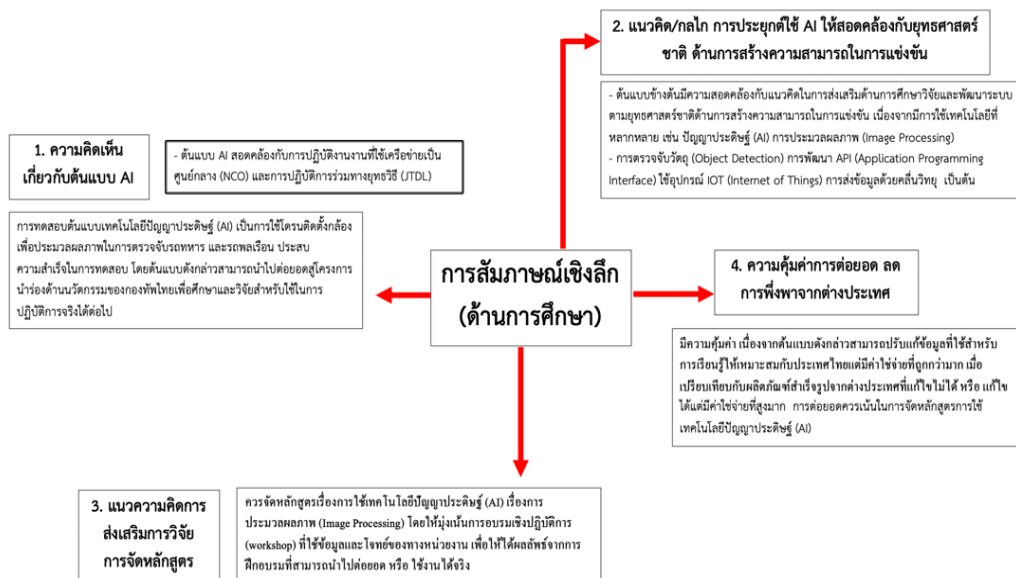 2. แนวคิด/กลไก การประยุกต์ใช้ AI ให้สอดคล้องกับยุทธศาสตร์
ชาติ ด้านการสร้างความสามารถในการแข่งขัน
- ต้นแบบข้างต้นมีความสอดคล้องกับแนวคิดในการส่งเสริมด้านการศึกษาวิจัยและพัฒนาระบบ
ตามยุทธศาสตร์ชาติด้านการสร้างความสามารถในการแข่งขัน เนื่องจากมีการใช้เทคโนโลยีที่
หลากหลาย เช่น ปัญญาประดิษฐ์ (AI) การประมวลผลภาพ (Image Processing)
- การตรวจจับวัตถุ (Object Detection) การพัฒนา API (Application Programming
Interface) ใช้อุปกรณ์ IOT (Internet of Things) การส่งข้อมูลด้วยคลื่นวิทยุ เป็นต้น
1. ความคิดเห็น
เกี่ยวกับต้นแบบ AI
- ต้นแบบ AI สอดคล้องกับการปฏิบัติงานงานที่ใช้เครือข่ายเป็น
ศูนย์กลาง (NCO) และการปฏิบัติการร่วมทางยุทธวิธี (JTDL)
การทดสอบต้นแบบเทคโนโลยีปัญญาประดิษฐ์ (AI) เป็นการใช้โดรนติดตั้งกล้อง
เพื่อประมวลผลภาพในการตรวจจับรถทหาร และรถพลเรือน ประสบ
ความสำเร็จในการทดสอบ โดยต้นแบบดังกล่าวสามารถนำไปต่อยอดสู่โครงการ
นำร่องด้านนวัตกรรมของกองทัพไทยเพื่อศึกษาและวิจัยสำหรับใช้ในการ
ปฏิบัติการจริงได้ต่อไป
การสัมภาษณ์เชิงลึก
(ด้านการศึกษา)
4. ความคุ้มค่าการต่อยอด ลด
การพึ่งพาจากต่างประเทศ
มีความคุ้มค่า เนื่องจากต้นแบบดังกล่าวสามารถปรับแก้ข้อมูลที่ใช้สำหรับ
การเรียนรู้ให้เหมาะสมกับประเทศไทยแต่มีค่าใช้จ่ายที่ถูกกว่ามาก เมื่อ
เปรียบเทียบกับผลิตภัณฑ์สำเร็จรูปจากต่างประเทศที่แก้ไขไม่ได้ หรือ แก้ไข
ได้แต่มีค่าใช้จ่ายที่สูงมาก การต่อยอดควรเน้นในการจัดหลักสูตรการใช้
เทคโนโลยีปัญญาประดิษฐ์ (AI)
3. แนวความคิดการ
ส่งเสริมการวิจัย
การจัดหลักสูตร
ควรจัดหลักสูตรเรื่องการใช้เทคโนโลยีปัญญาประดิษฐ์ (AI) เรื่องการ
ประมวลผลภาพ (Image Processing) โดยให้มุ่งเน้นการอบรมเชิงปฏิบัติการ
(workshop) ที่ใช้ข้อมูลและโจทย์ของทางหน่วยงาน เพื่อให้ได้ผลลัพธ์จากการ
ฝึกอบรมที่สามารถนำไปต่อยอด หรือ ใช้งานได้จริง